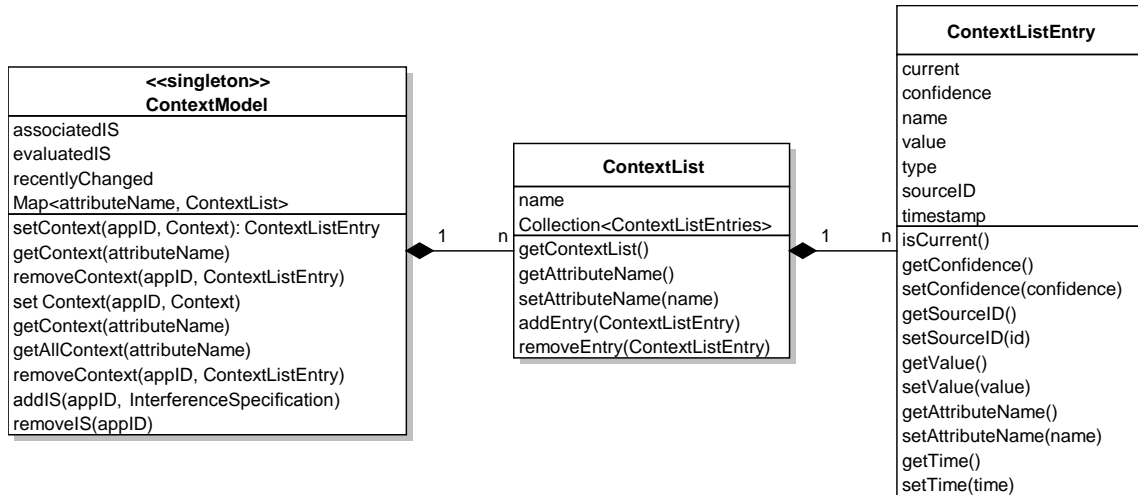 <<singleton>>
ContextModel
associatedIS
evaluatedIS
recentlyChanged
Map<attributeName, ContextList>
setContext(appID, Context): ContextListEntry
getContext(attributeName)
removeContext(appID, ContextListEntry)
set Context(appID, Context)
getContext(attributeName)
getAllContext(attributeName)
removeContext(appID, ContextListEntry)
addIS(appID, InterferenceSpecification)
removeIS(appID)
1
n
ContextList
name
Collection<ContextListEntries>
getContextList()
getAttributeName()
setAttributeName(name)
addEntry(ContextListEntry)
removeEntry(ContextListEntry)
1
n
ContextListEntry
current
confidence
name
value
type
sourceID
timestamp
isCurrent()
getConfidence()
setConfidence(confidence)
getSourceID()
setSourceID(id)
getValue()
setValue(value)
getAttributeName()
setAttributeName(name)
getTime()
setTime(time)